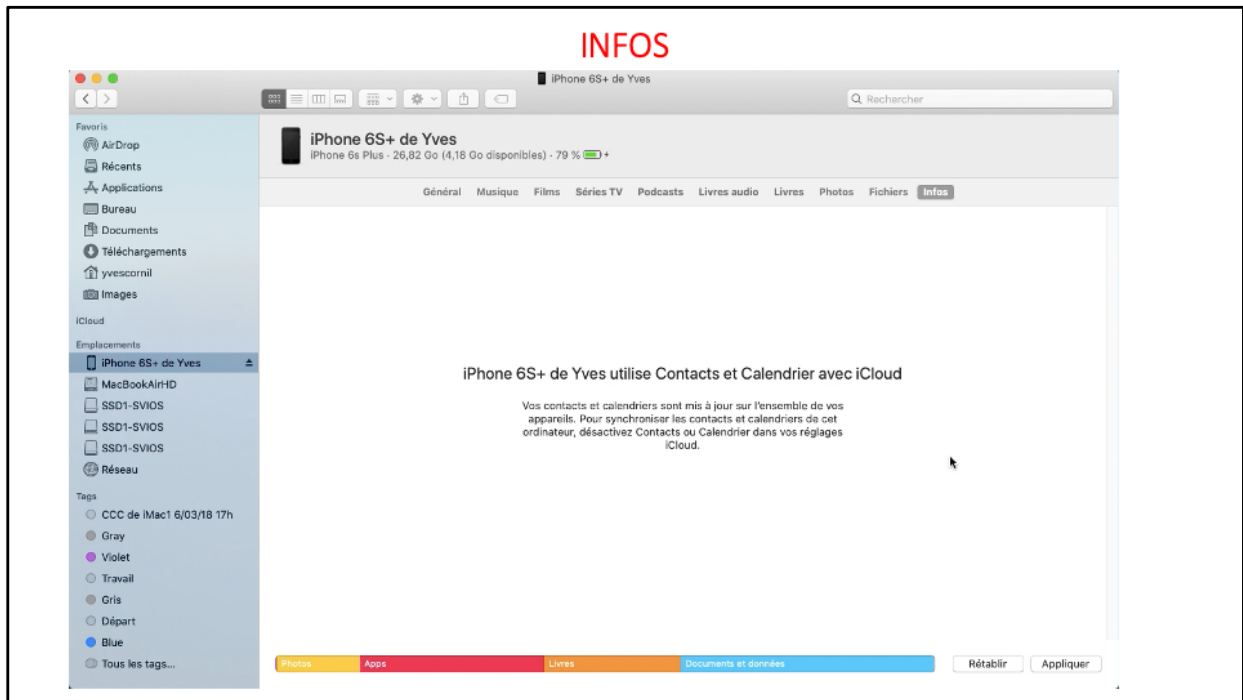 INFOS
iPhone 6S+ de Yves
Rechercher
Favoris
AirDrop
Récents
Applications
Bureau
Documents
Téléchargements
yvescornil
Images
iCloud
Emplacements
iPhone 6S+ de Yves
MacBookAirHD
SSD1-SVIOS
SSD1-SVIOS
SSD1-SVIOS
Réseau
Tags
CCC de iMac1 6/03/18 17h
Gray
Violet
Travail
Gris
Départ
Blue
Tous les tags...
iPhone 6S+ de Yves
iPhone 6s Plus - 26,82 Go (4,18 Go disponibles) - 79 %
Général Musique Films Séries TV Podcasts Livres audio Livres Photos Fichiers Infos
iPhone 6S+ de Yves utilise Contacts et Calendrier avec iCloud
Vos contacts et calendriers sont mis à jour sur l'ensemble de vos
appareils. Pour synchroniser les contacts et calendriers de cet
ordinateur, désactivez Contacts ou Calendrier dans vos réglages
iCloud.
Photos Apps Livres Documents et données Rétablir Appliquer